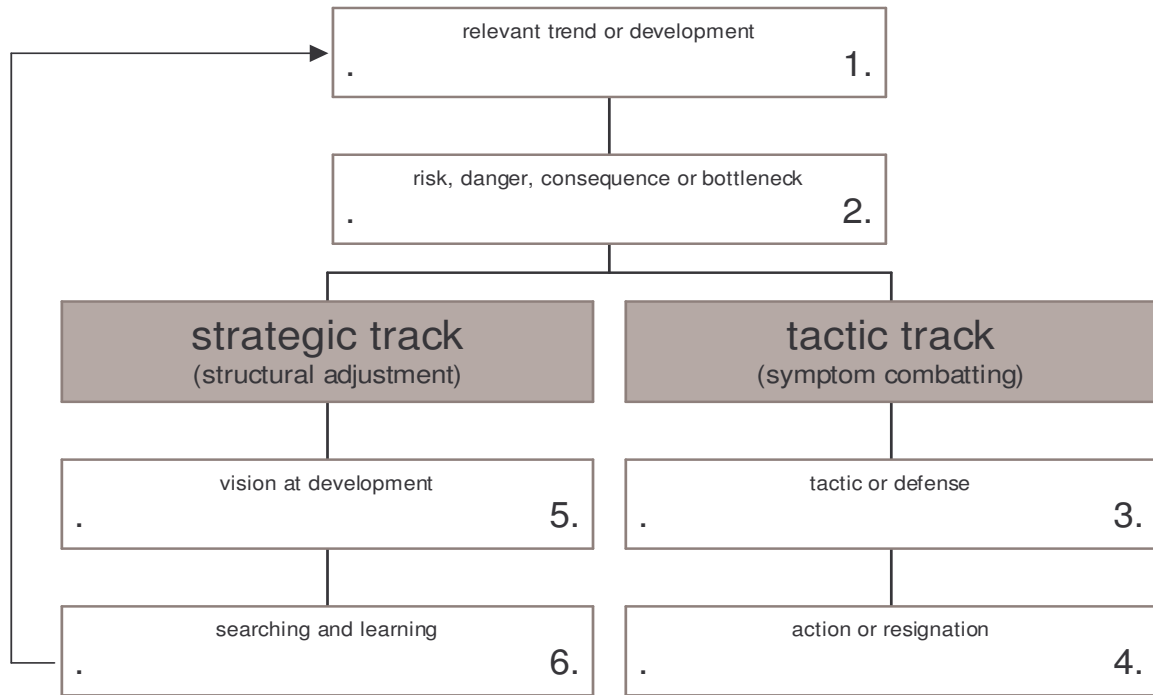 relevant trend or development
. 1.
risk, danger, consequence or bottleneck
. 2.
strategic track
(structural adjustment)
tactic track
(symptom combatting)
vision at development
. 5.
tactic or defense
. 3.
searching and learning
. 6.
action or resignation
. 4.